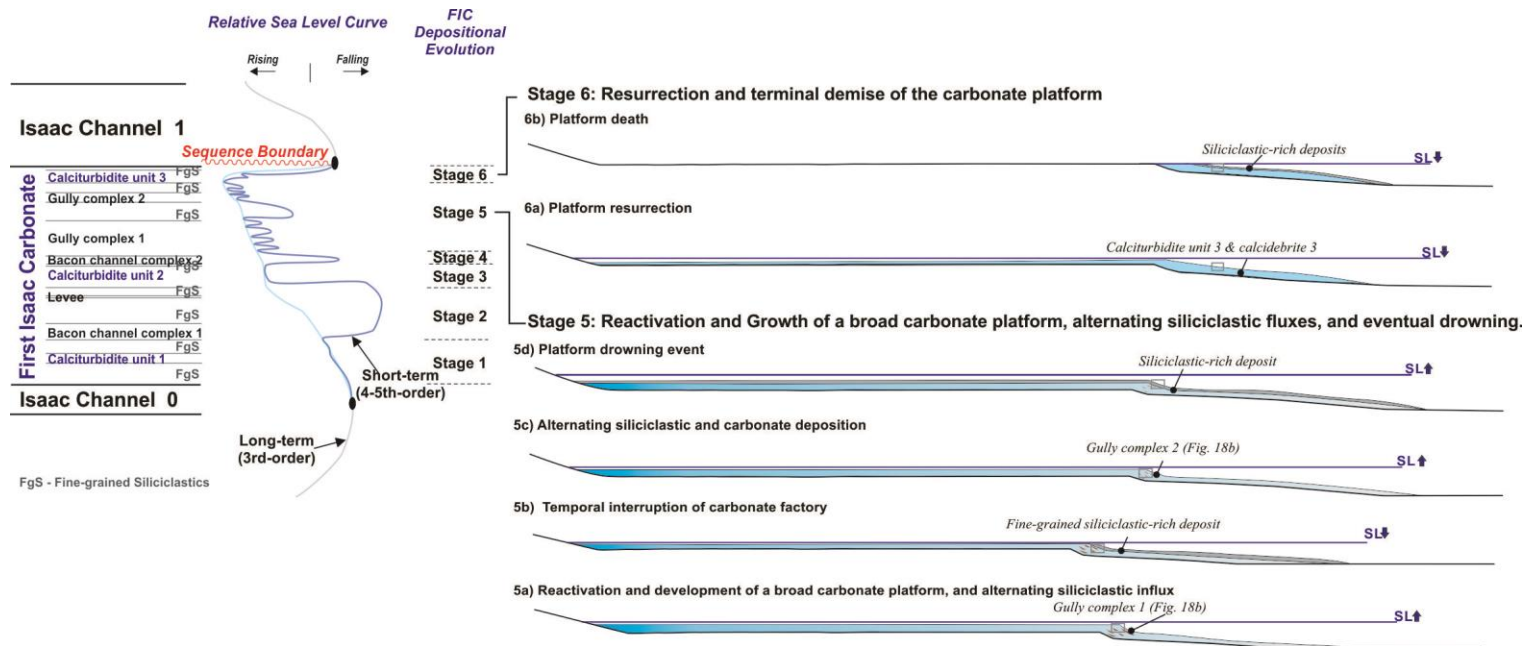 Relative Sea Level Curve
FIC
Depositional
Evolution
Rising
Falling
Isaac Channel 1
Sequence Boundary
First Isaac Carbonate
FgS
Calciturbidite unit 3
FgS
Gully complex 2
FgS
Gully complex 1
Bacon channel complex 2
FgS
Calciturbidite unit 2
FgS
Levee
FgS
Bacon channel complex 1
FgS
Calciturbidite unit 1
FgS
Isaac Channel 0
Short-term
(4-5th-order)
Long-term
(3rd-order)
FgS - Fine-grained Siliciclastics
Stage 6
Stage 5
Stage 4
Stage 3
Stage 2
Stage 1
Stage 6: Resurrection and terminal demise of the carbonate platform
6b) Platform death
Siliciclastic-rich deposits
SL
6a) Platform resurrection
Calciturbidite unit 3 & calcidebrite 3
SL
Stage 5: Reactivation and Growth of a broad carbonate platform, alternating siliciclastic fluxes, and eventual drowning.
5d) Platform drowning event
Siliciclastic-rich deposit
SL
5c) Alternating siliciclastic and carbonate deposition
Gully complex 2 (Fig. 18b)
SL
5b) Temporal interruption of carbonate factory
Fine-grained siliciclastic-rich deposit
SL
5a) Reactivation and development of a broad carbonate platform, and alternating siliciclastic influx
Gully complex 1 (Fig. 18b)
SL